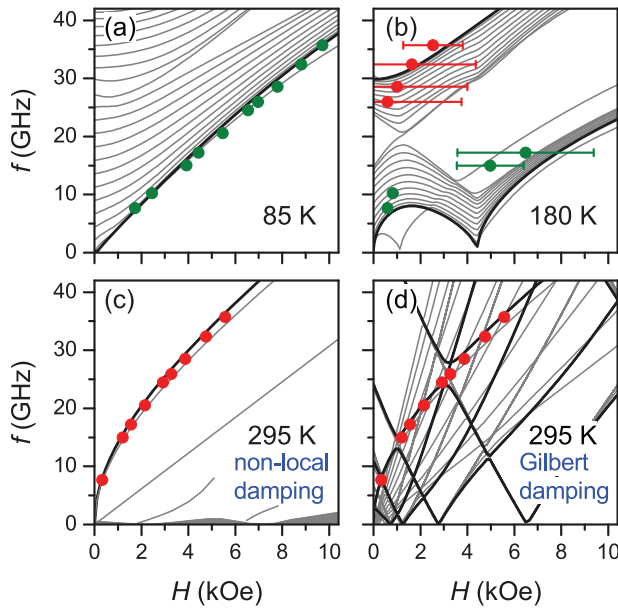 (a)
(b)
40
30
20
10
0
f (GHz)
85 K
180 K
(c)
(d)
40
30
20
10
0
f (GHz)
295 K
non-local
damping
295 K
Gilbert
damping
0 2 4 6 8 10
0 2 4 6 8 10
H (kOe)
H (kOe)